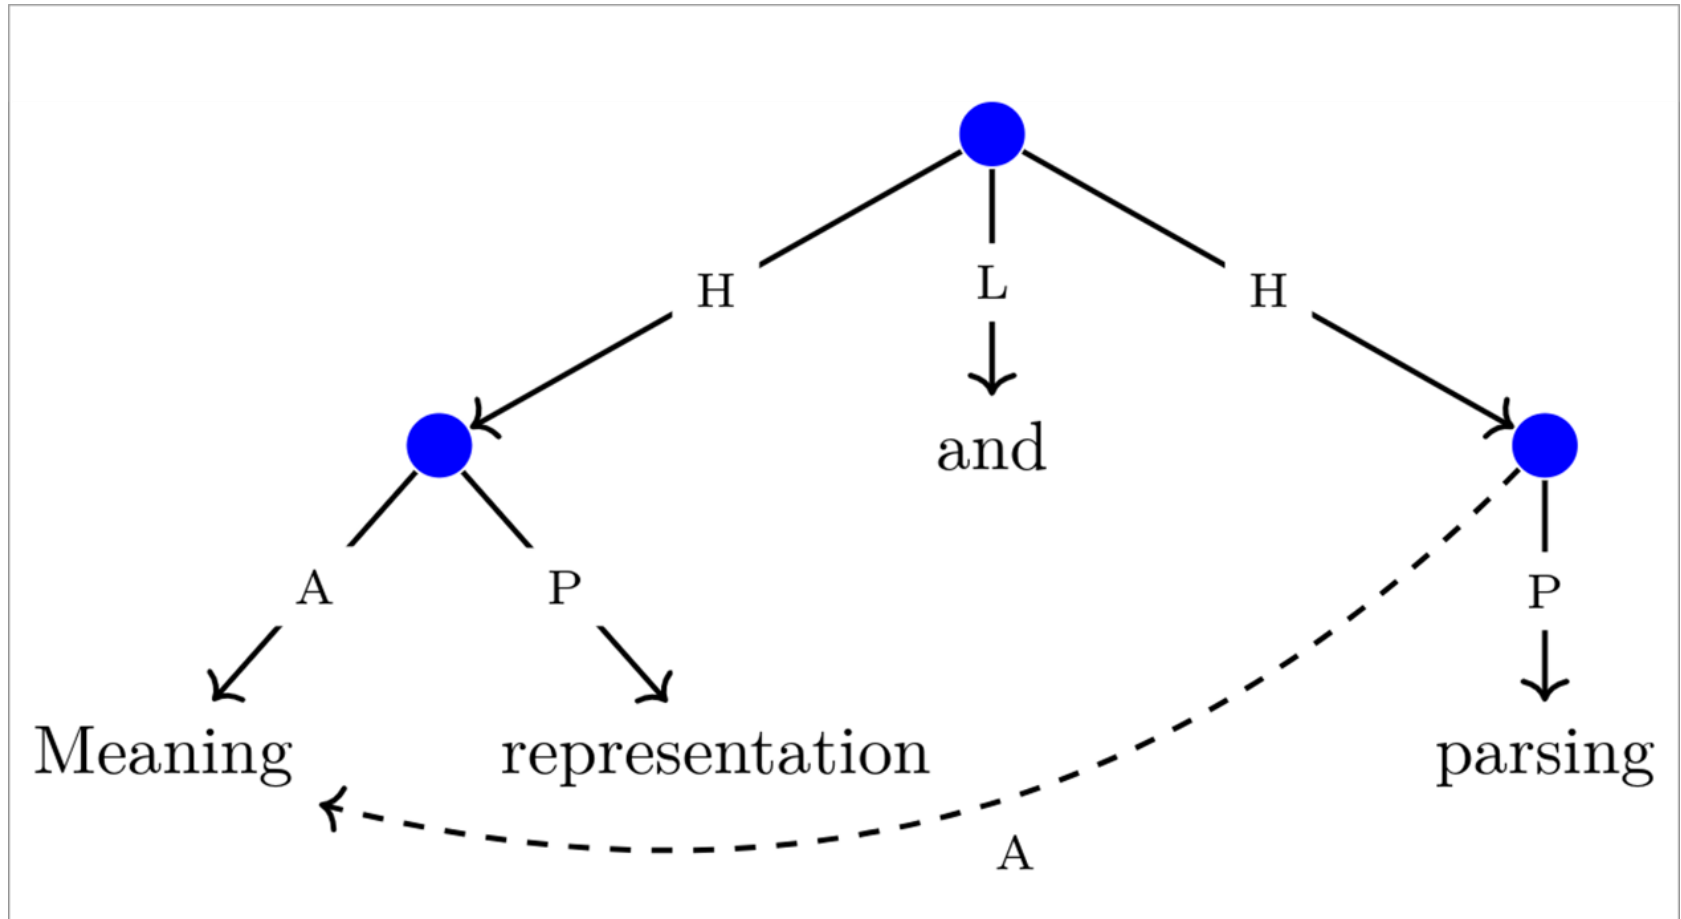 H L H
and
A P P
Meaning representation parsing
A